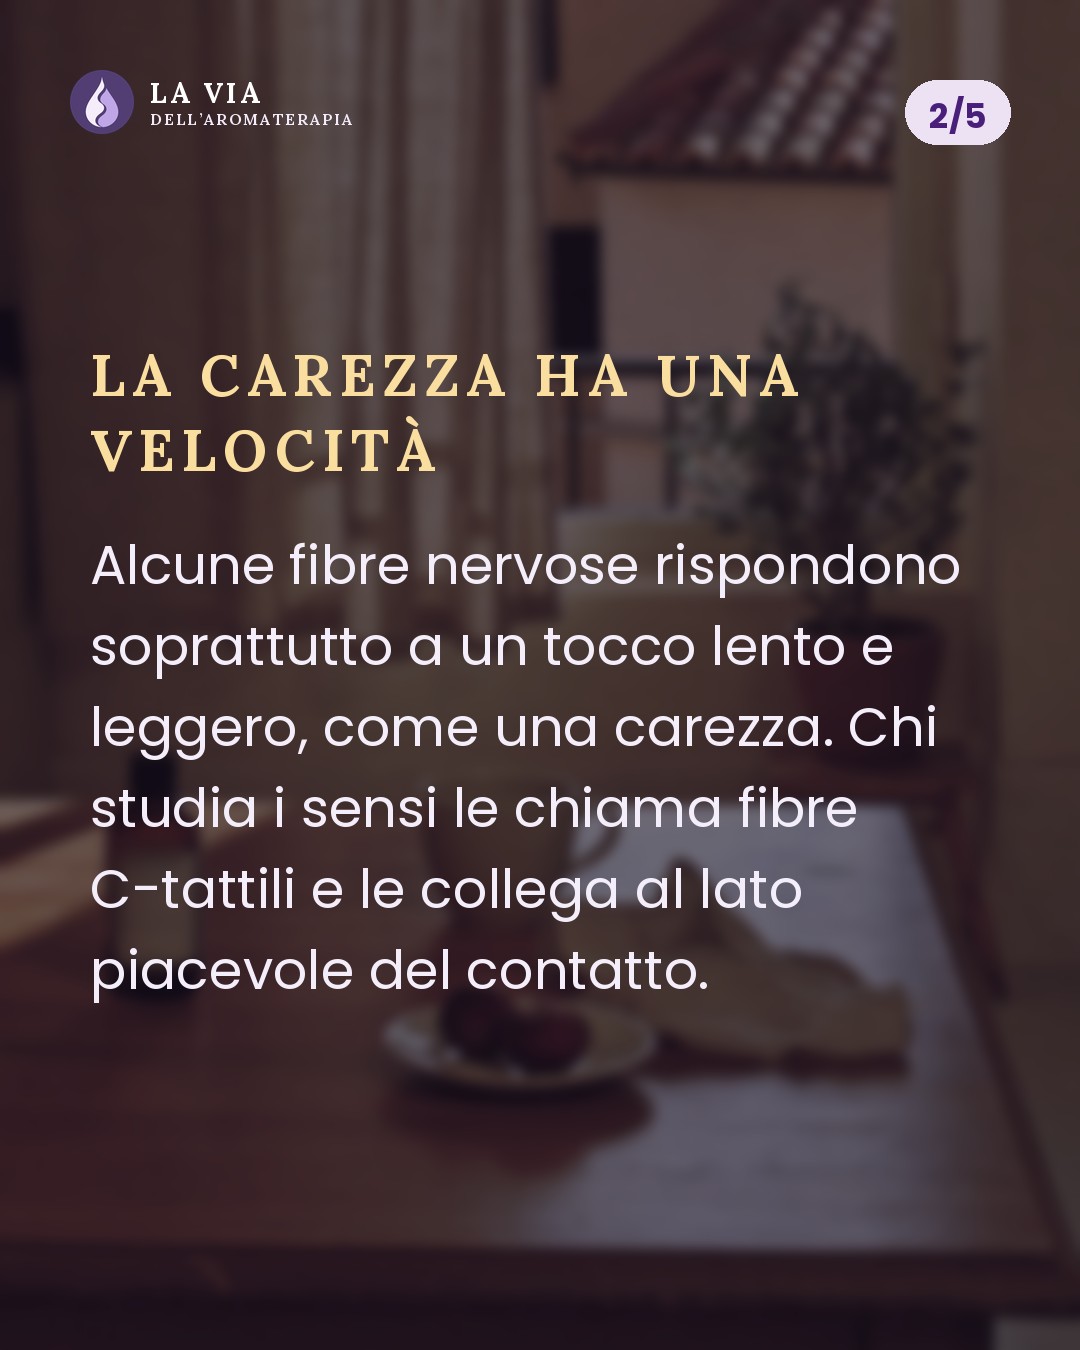 LA VIA
DELL'AROMATERAPIA
2/5
LA CAREZZA HA UNA
VELOCITÀ
Alcune fibre nervose rispondono
soprattutto a un tocco lento e
leggero, come una carezza. Chi
studia i sensi le chiama fibre
C-tattili e le collega al lato
piacevole del contatto.